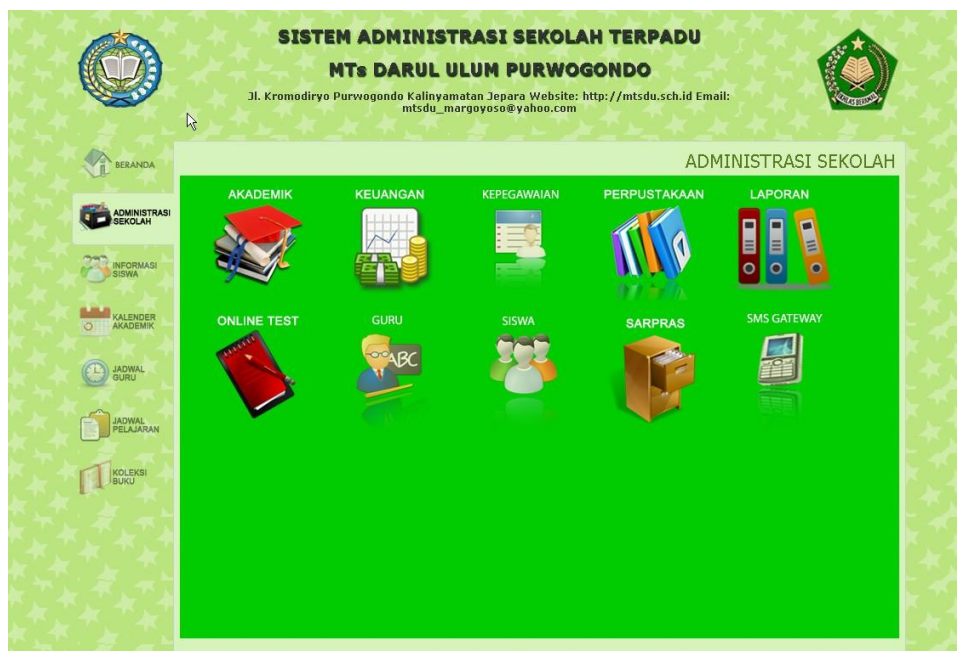 SISTEM ADMINISTRASI SEKOLAH TERPADU
MTs DARUL ULUM PURWOGONDO
Jl. Kromodiryo Purwogondo Kalinyamatan Jepara Website: http://mtsdu.sch.id Email:
mtsdu_margoyoso@yahoo.com
IKHLAS BERAMAL
BERANDA
ADMINISTRASI
SEKOLAH
INFORMASI
SISWA
KALENDER
AKADEMIK
JADWAL
GURU
JADWAL
PELAJARAN
KOLEKSI
BUKU
ADMINISTRASI SEKOLAH
AKADEMIK KEUANGAN KEPEGAWAIAN PERPUSTAKAAN LAPORAN
ONLINE TEST GURU SISWA SARPRAS SMS GATEWAY
ABC